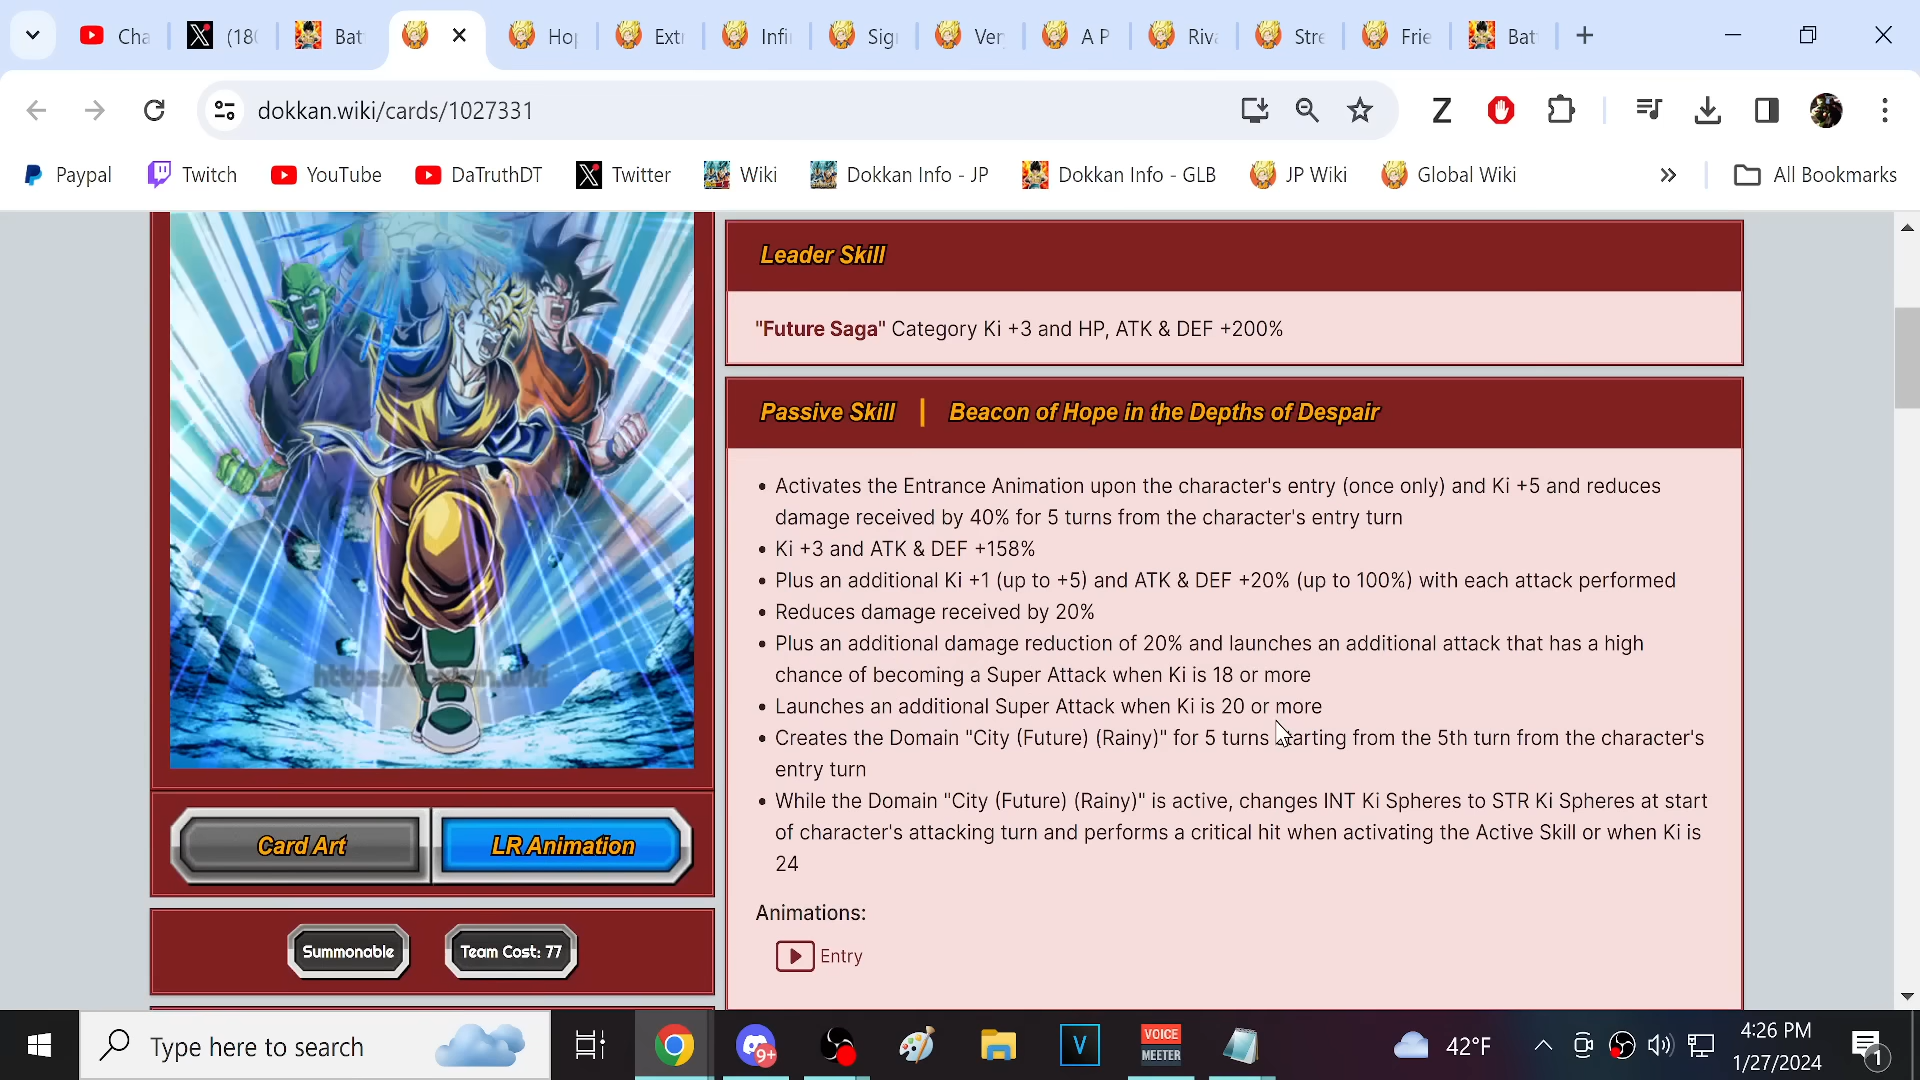 Cha
(180
Bat
Hop
Extr
Infi
Sig
Ver
A P
Riva
Stre
Frie
Bat
dokkan.wiki/cards/1027331
Z
Paypal
Twitch
YouTube
DaTruthDT
Twitter
Wiki
Dokkan Info - JP
Dokkan Info - GLB
JP Wiki
Global Wiki
All Bookmarks
Leader Skill
"Future Saga" Category Ki +3 and HP, ATK & DEF +200%
Passive Skill | Beacon of Hope in the Depths of Despair
• Activates the Entrance Animation upon the character's entry (once only) and Ki +5 and reduces
damage received by 40% for 5 turns from the character's entry turn
• Ki +3 and ATK & DEF +158%
• Plus an additional Ki +1 (up to +5) and ATK & DEF +20% (up to 100%) with each attack performed
• Reduces damage received by 20%
• Plus an additional damage reduction of 20% and launches an additional attack that has a high
chance of becoming a Super Attack when Ki is 18 or more
• Launches an additional Super Attack when Ki is 20 or more
• Creates the Domain "City (Future) (Rainy)" for 5 turns starting from the 5th turn from the character's
entry turn
• While the Domain "City (Future) (Rainy)" is active, changes INT Ki Spheres to STR Ki Spheres at start
of character's attacking turn and performs a critical hit when activating the Active Skill or when Ki is
24
Animations:
Entry
https://dokkan.wiki
Card Art
LR Animation
Summonable
Team Cost: 77
Type here to search
9+
V
VOICE
MEETER
42°F
4:26 PM
1/27/2024
1